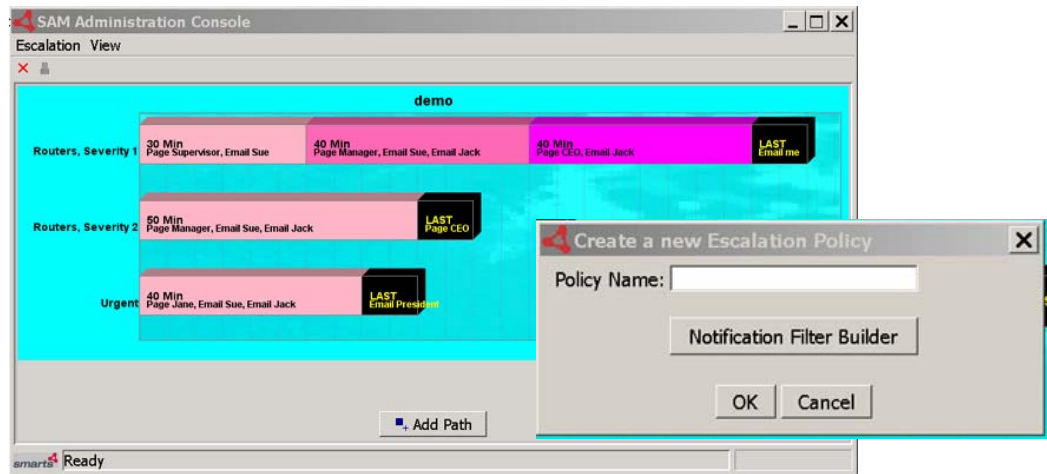 SAM Administration Console
Escalation View
demo
Routers, Severity 1
30 Min
Page Supervisor, Email Sue
40 Min
Page Manager, Email Sue, Email Jack
40 Min
Page CEO, Email Jack
LAST
Email me
Routers, Severity 2
50 Min
Page Manager, Email Sue, Email Jack
LAST
Page CEO
Urgent
40 Min
Page Jane, Email Sue, Email Jack
LAST
Email President
Create a new Escalation Policy
Policy Name:
Notification Filter Builder
OK Cancel
Add Path
smarts Ready